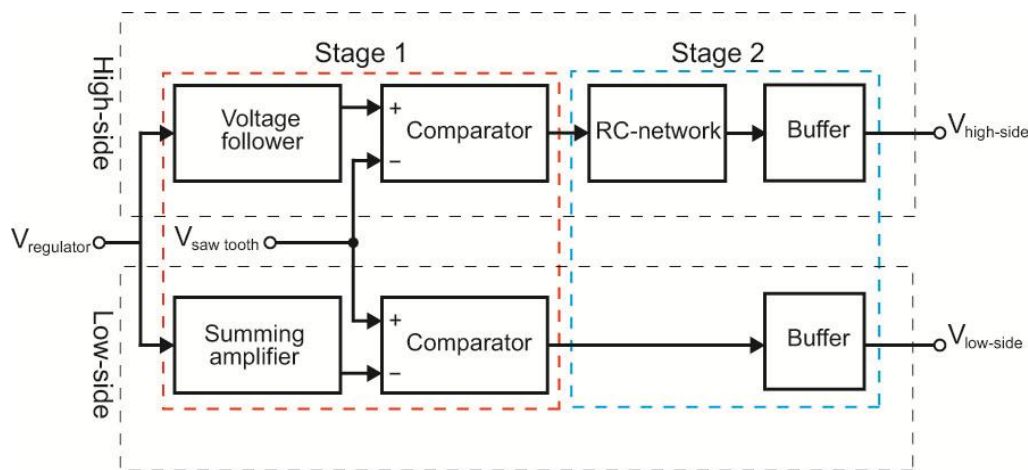 Stage 1
Stage 2
High-side
Voltage
follower
+
−
Comparator
RC-network
Buffer
Vhigh-side
Vregulator
Vsaw tooth
Low-side
Summing
amplifier
+
−
Comparator
Buffer
Vlow-side